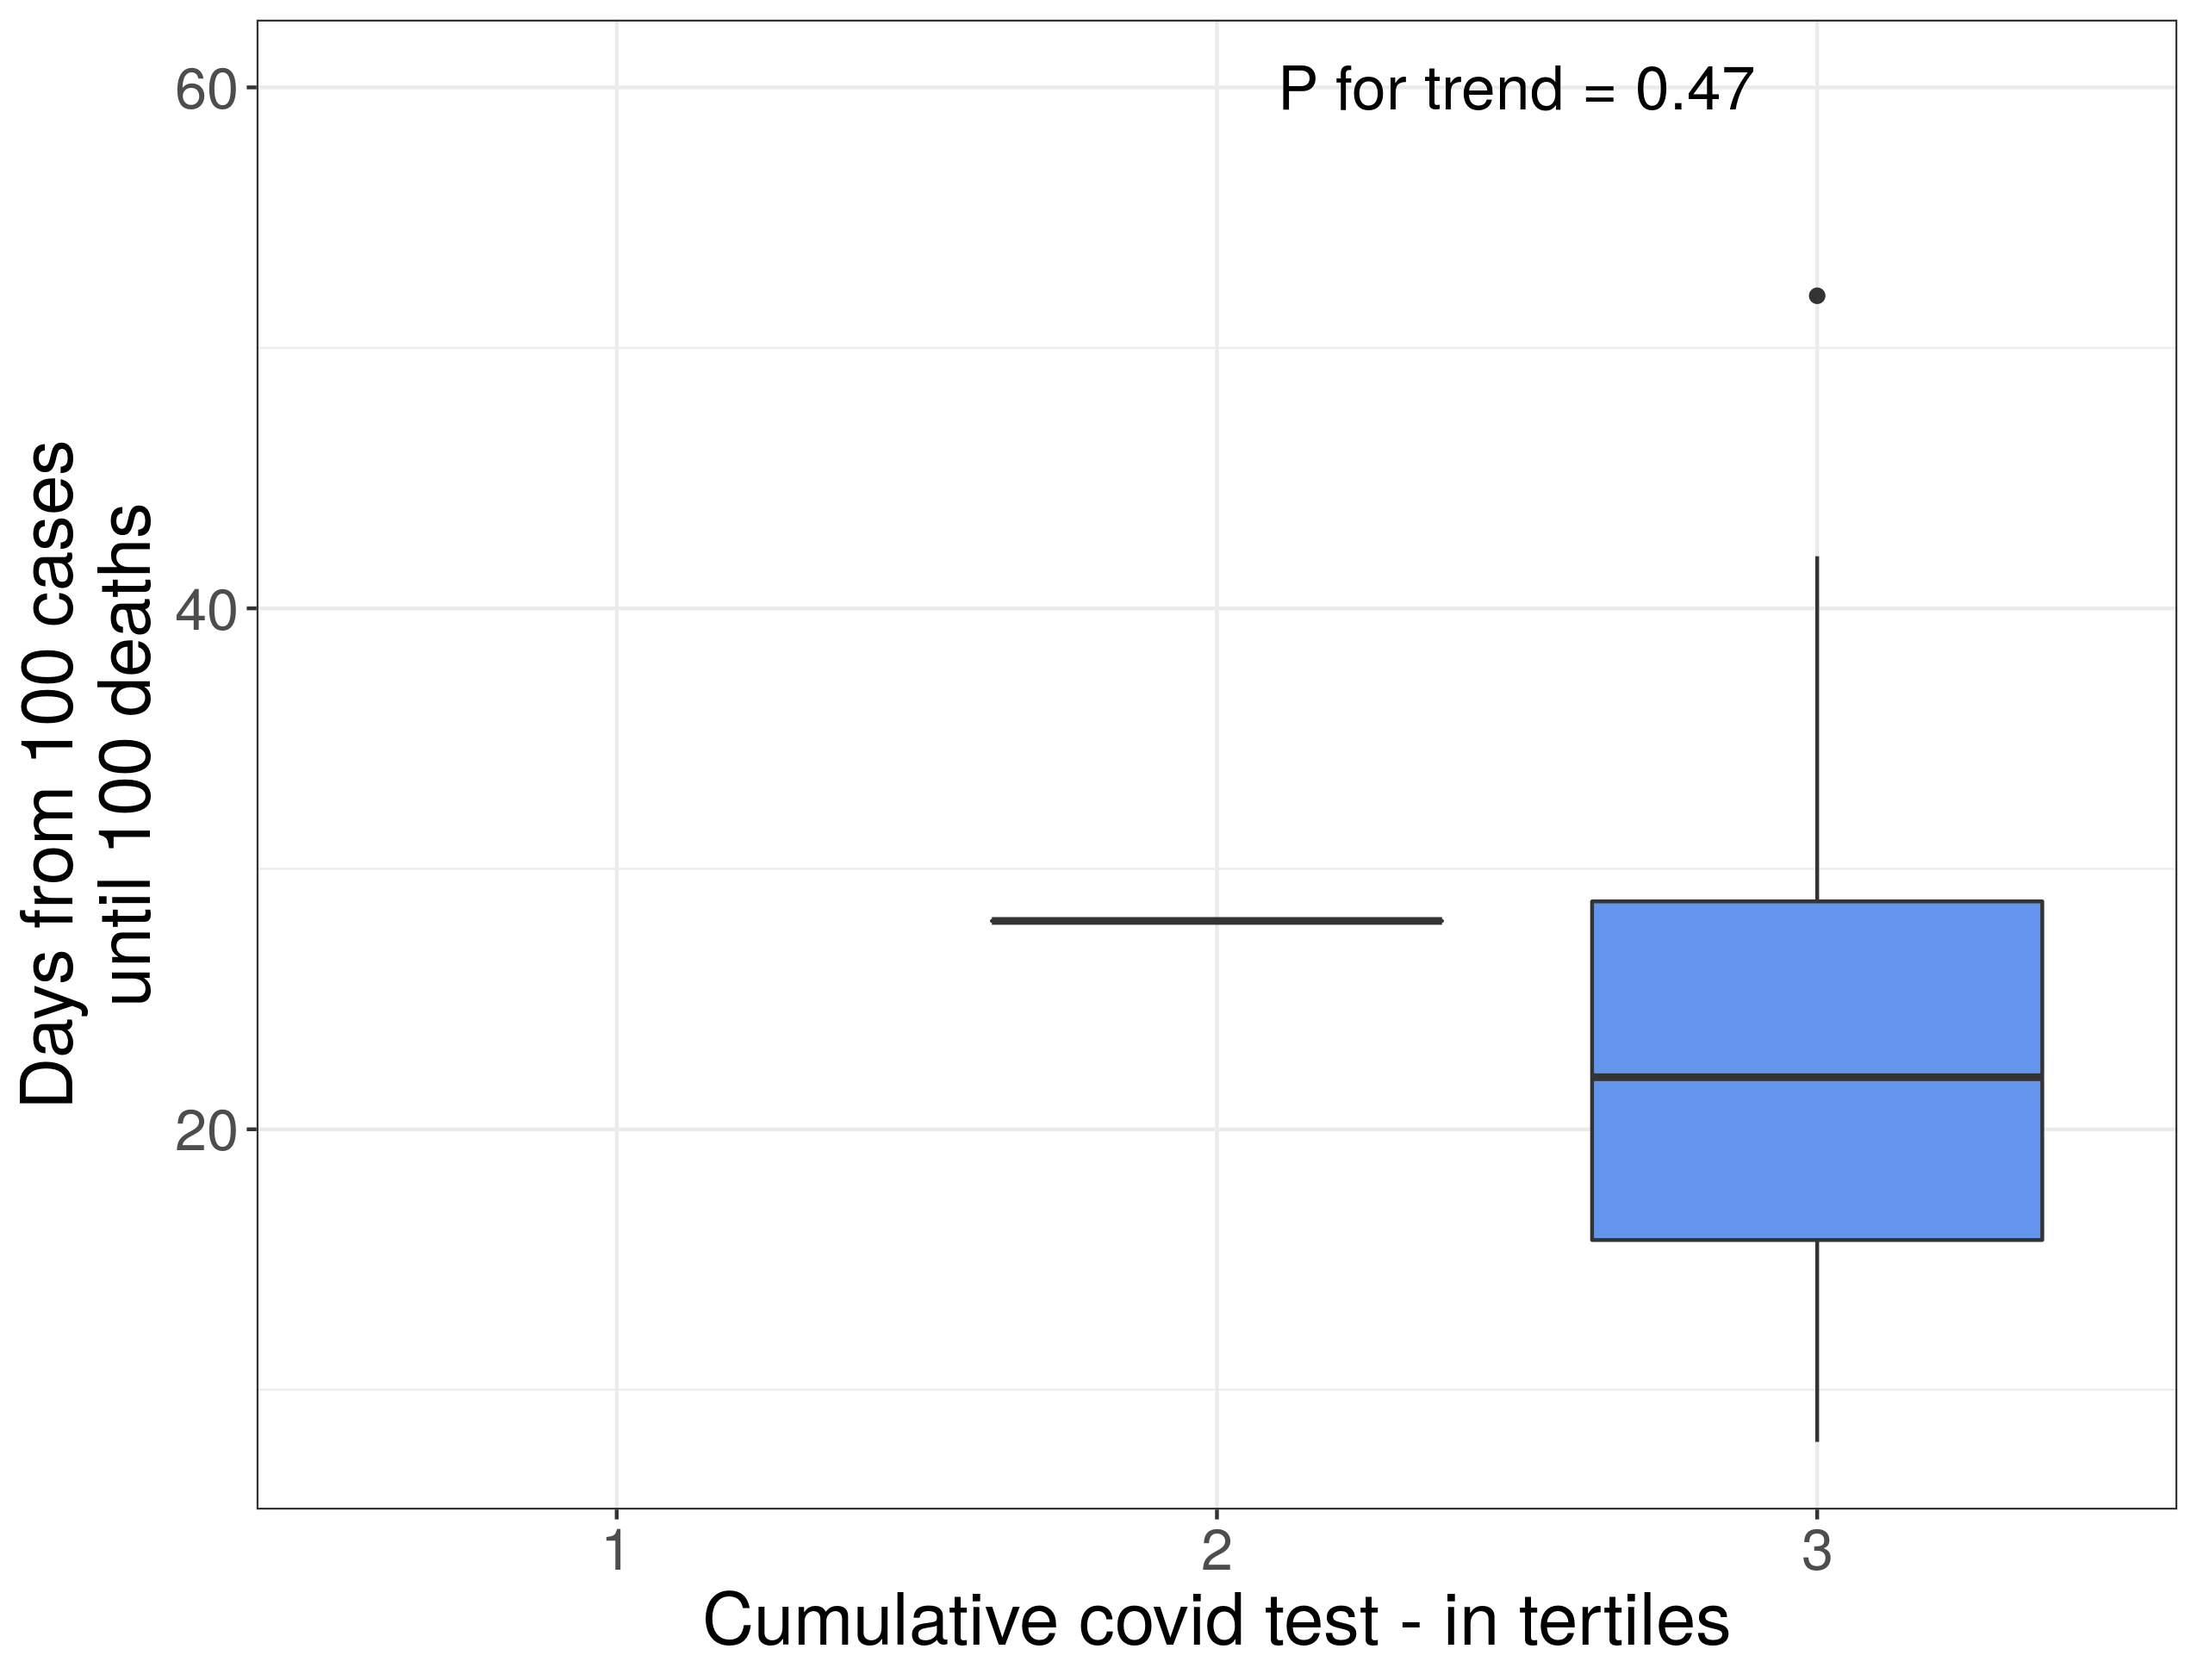 P for trend = 0.47
60
40
20
Days from 100 cases
until 100 deaths
1
2
3
Cumulative covid test - in tertiles